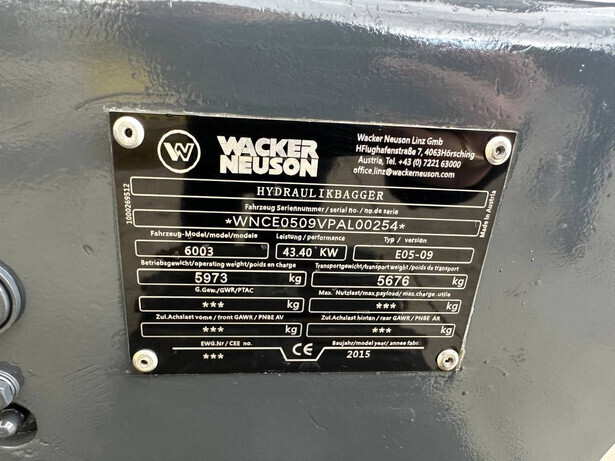 WACKER
NEUSON
Wacker Neuson Linz Gmb
HFlughafenstraße 7, 4063Hörsching
Austria, Tel. +43 (0) 7221 63000
office.linz@wackerneuson.com
1000269512
HYDRAULIKBAGGER
Fahrzeug Seriennummer / serial no. / no.de serie
*WNCE0509VPAL00254*
Made in Austria
Fahrzeug-Model/model/modele Leistung / performance Typ / version
6003 43.40 KW E05-09
Betriebsgewicht/operating weight/poids en charge Transportgewicht/transport weight/poids de transport
5973 kg 5676 kg
G.Gew./GWR/PTAC Max. Nutzlast/max.payload/max.charge.utile
*** kg *** kg
Zul.Achslast vorne / front GAWR / PNBE AV Zul.Achslast hinten / rear GAWR / PNBE AR
*** kg *** kg
EWG.Nr / CEE no. CE Baujahr/model year/ annee fabr.
*** 2015